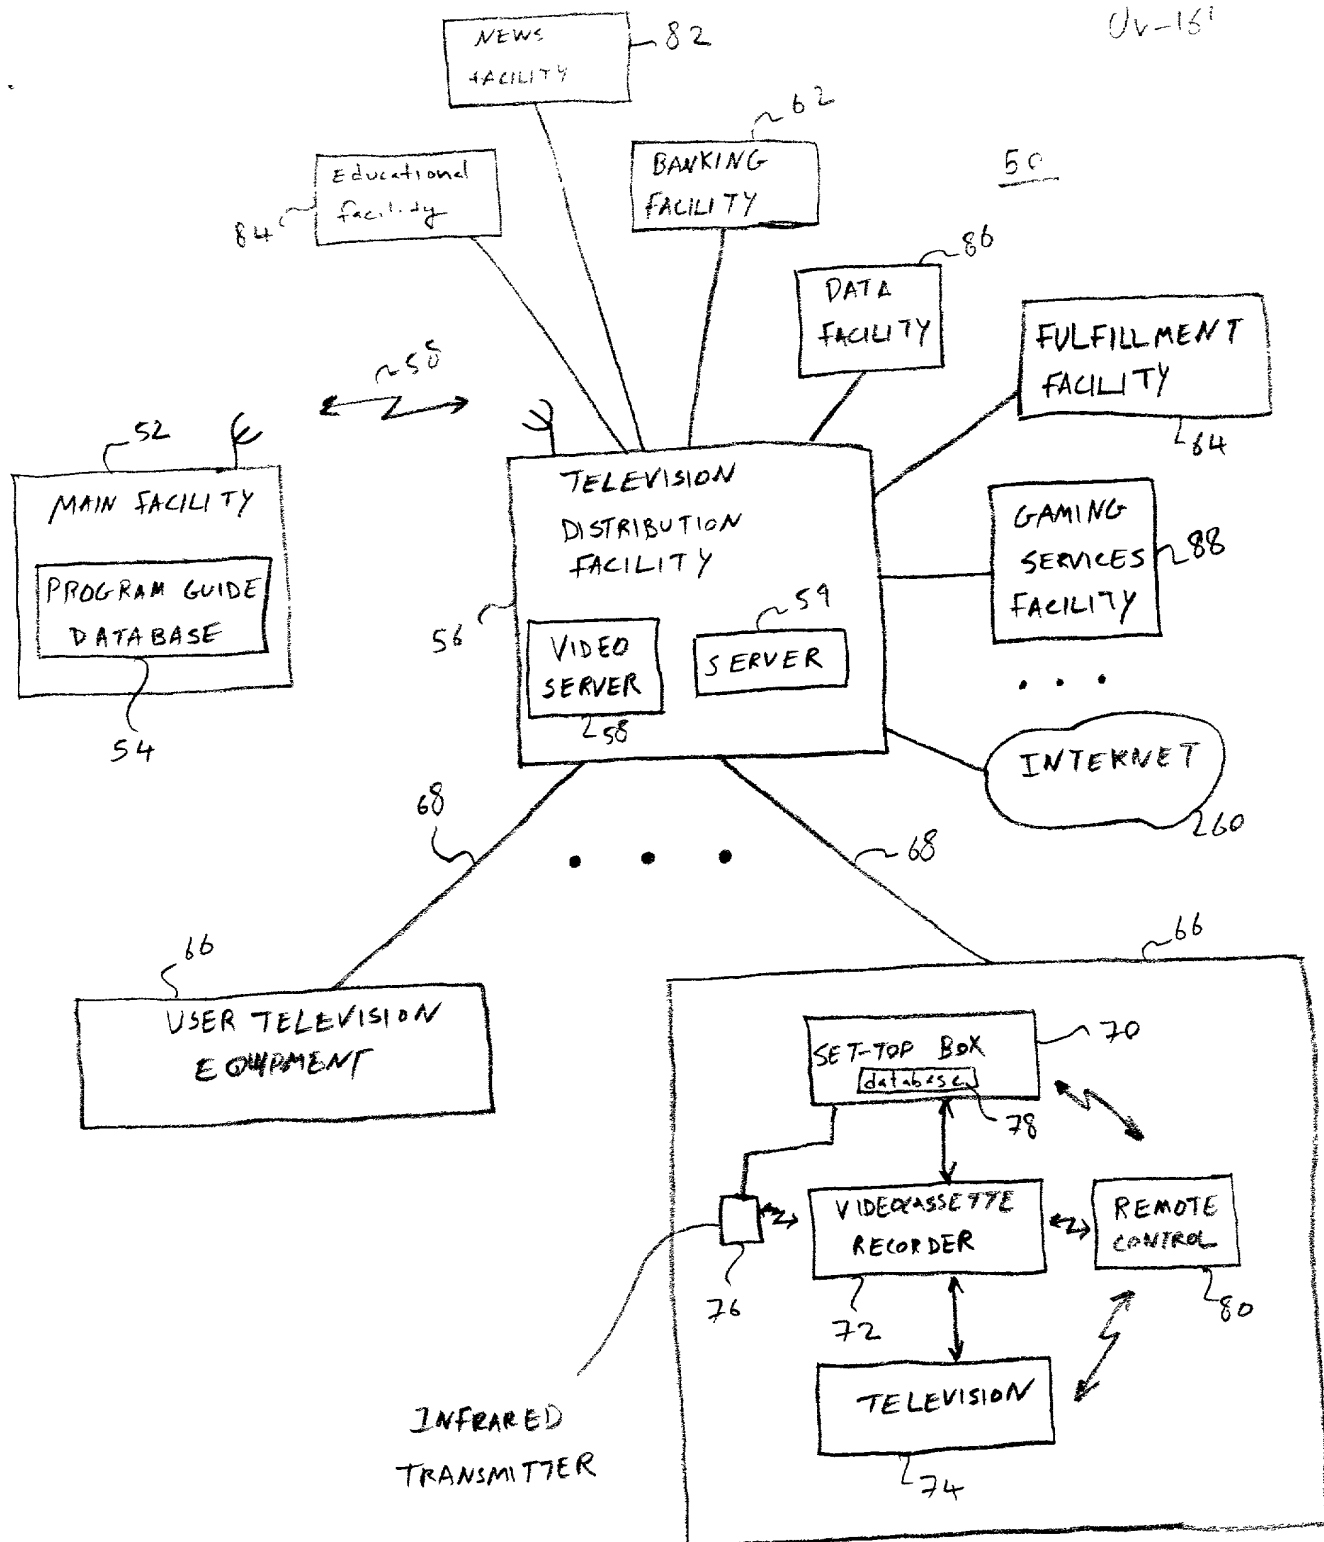 NEWS
FACILITY
82
Educational
facility
84
BANKING
FACILITY
62
50
DATA
FACILITY
86
FULFILLMENT
FACILITY
64
58
52
MAIN FACILITY
PROGRAM GUIDE
DATABASE
54
TELEVISION
DISTRIBUTION
FACILITY
56
VIDEO
SERVER
58
59
SERVER
GAMING
SERVICES
FACILITY
88
. . .
INTERNET
260
68
. . .
68
66
USER TELEVISION
EQUIPMENT
66
SET-TOP BOX
database
70
78
VIDEOCASSETTE
RECORDER
72
REMOTE
CONTROL
80
76
TELEVISION
74
INFRARED
TRANSMITTER